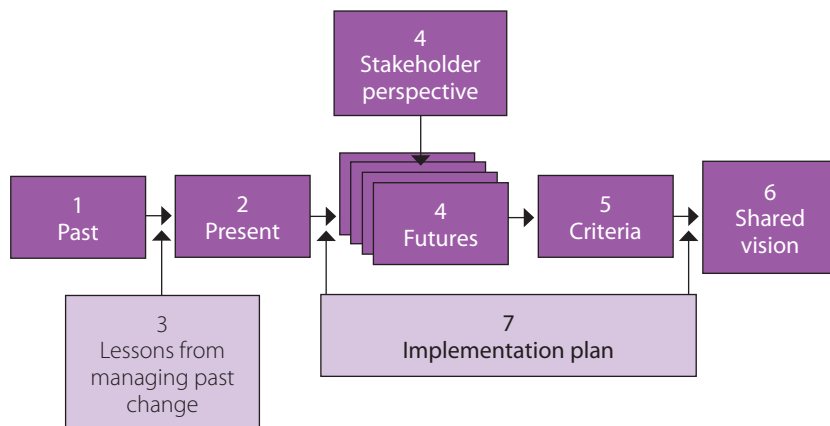 4
Stakeholder
perspective
1
Past
2
Present
4
Futures
5
Criteria
6
Shared
vision
3
Lessons from
managing past
change
7
Implementation plan